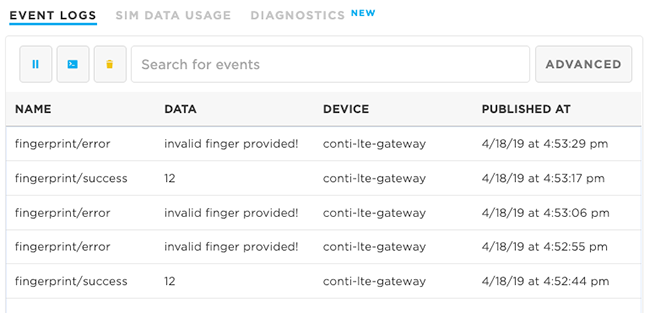 EVENT LOGS SIM DATA USAGE DIAGNOSTICS NEW
Search for events ADVANCED
NAME DATA DEVICE PUBLISHED AT
fingerprint/error invalid finger provided! conti-lte-gateway 4/18/19 at 4:53:29 pm
fingerprint/success 12 conti-lte-gateway 4/18/19 at 4:53:17 pm
fingerprint/error invalid finger provided! conti-lte-gateway 4/18/19 at 4:53:06 pm
fingerprint/error invalid finger provided! conti-lte-gateway 4/18/19 at 4:52:55 pm
fingerprint/success 12 conti-lte-gateway 4/18/19 at 4:52:44 pm